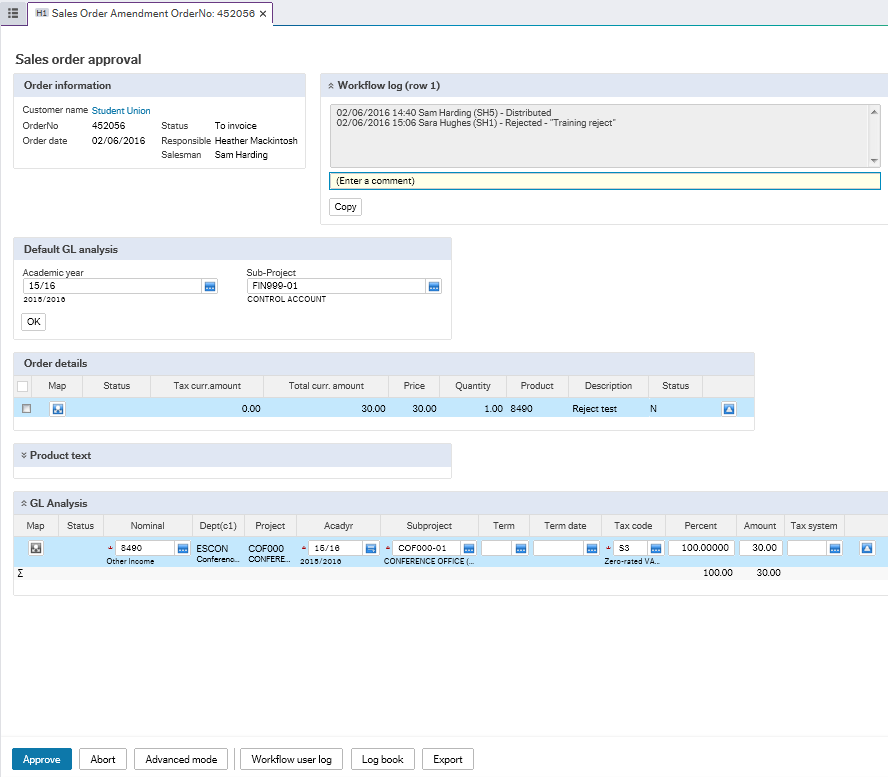 H1 Sales Order Amendment OrderNo: 452056 ×
Sales order approval
Order information
Customer name Student Union
OrderNo 452056 Status To invoice
Order date 02/06/2016 Responsible Heather Mackintosh
Salesman Sam Harding
Workflow log (row 1)
02/06/2016 14:40 Sam Harding (SH5) - Distributed
02/06/2016 15:06 Sara Hughes (SH1) - Rejected - "Training reject"
(Enter a comment)
Copy
Default GL analysis
Academic year Sub-Project
15/16 FIN999-01
2015/2016 CONTROL ACCOUNT
OK
Order details
Map Status Tax curr.amount Total curr. amount Price Quantity Product Description Status
0.00 30.00 30.00 1.00 8490 Reject test N
Product text
GL Analysis
Map Status Nominal Dept(c1) Project Acadyr Subproject Term Term date Tax code Percent Amount Tax system
8490 ESCON COF000 15/16 COF000-01 S3 100.00000 30.00
Other Income Conferenc... CONFERE... 2015/2016 CONFERENCE OFFICE (... Zero-rated VA...
Σ 100.00 30.00
Approve Abort Advanced mode Workflow user log Log book Export